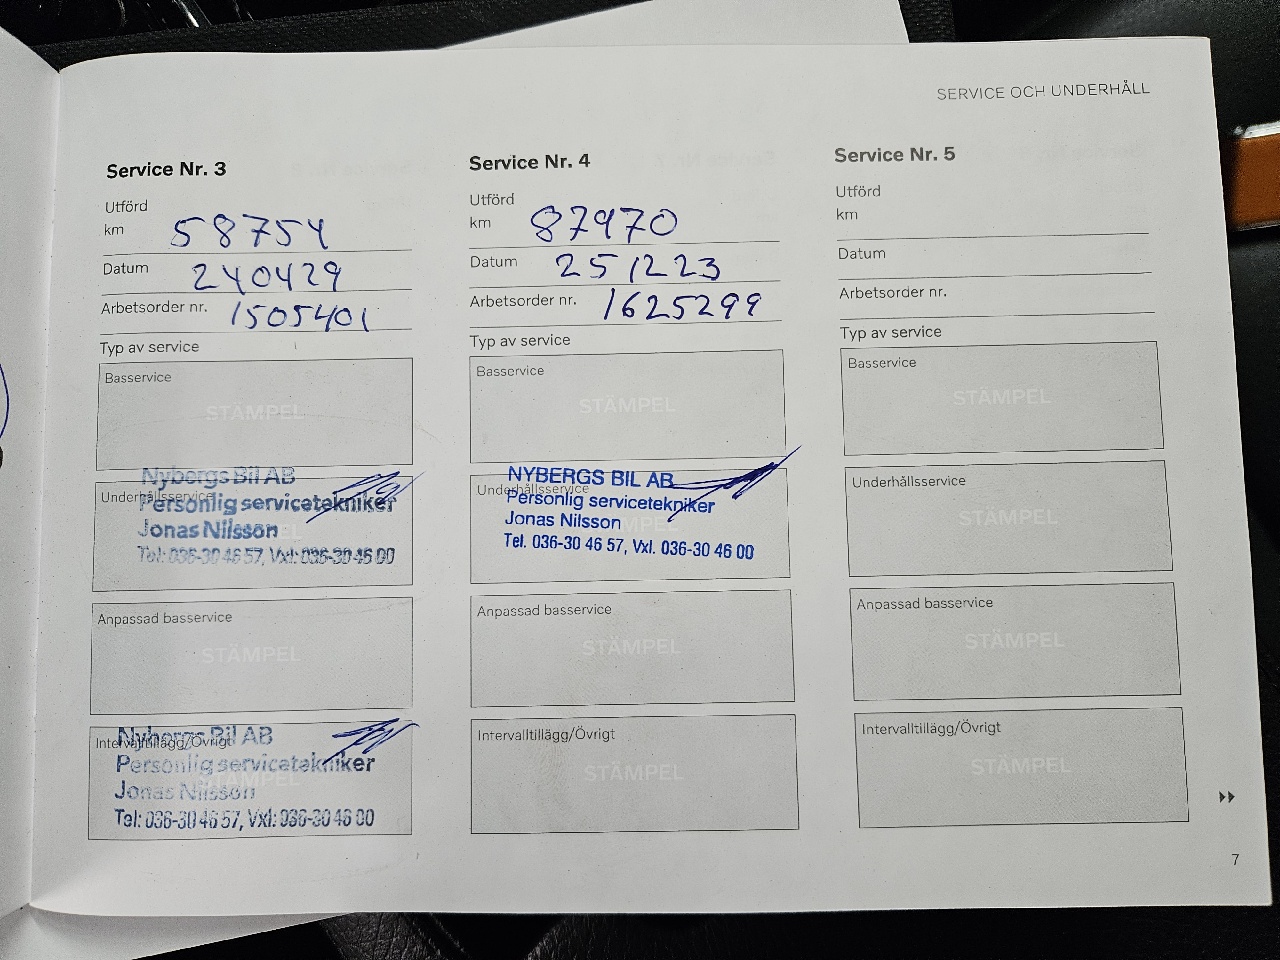 SERVICE OCH UNDERHÅLL
Service Nr. 3
Utförd
km 58754
Datum 240429
Arbetsorder nr. 1505401
Typ av service
Basservice
STÄMPEL
Nybergs Bil AB
Underhållsservice
Personlig servicetekniker
Jonas Nilsson
Tel: 036-30 46 57, Vxl: 036-30 46 00
Anpassad basservice
STÄMPEL
Nybergs Bil AB
Intervalltillägg/Övrigt
Personlig servicetekniker
STÄMPEL
Jonas Nilsson
Tel: 036-30 46 57, Vxl: 036-30 46 00
Service Nr. 4
Utförd
km 87970
Datum 251223
Arbetsorder nr. 1625299
Typ av service
Basservice
STÄMPEL
NYBERGS BIL AB
Underhållsservice
Personlig servicetekniker
Jonas Nilsson
Tel. 036-30 46 57, Vxl. 036-30 46 00
Anpassad basservice
STÄMPEL
Intervalltillägg/Övrigt
STÄMPEL
Service Nr. 5
Utförd
km
Datum
Arbetsorder nr.
Typ av service
Basservice
STÄMPEL
Underhållsservice
STÄMPEL
Anpassad basservice
STÄMPEL
Intervalltillägg/Övrigt
STÄMPEL
7